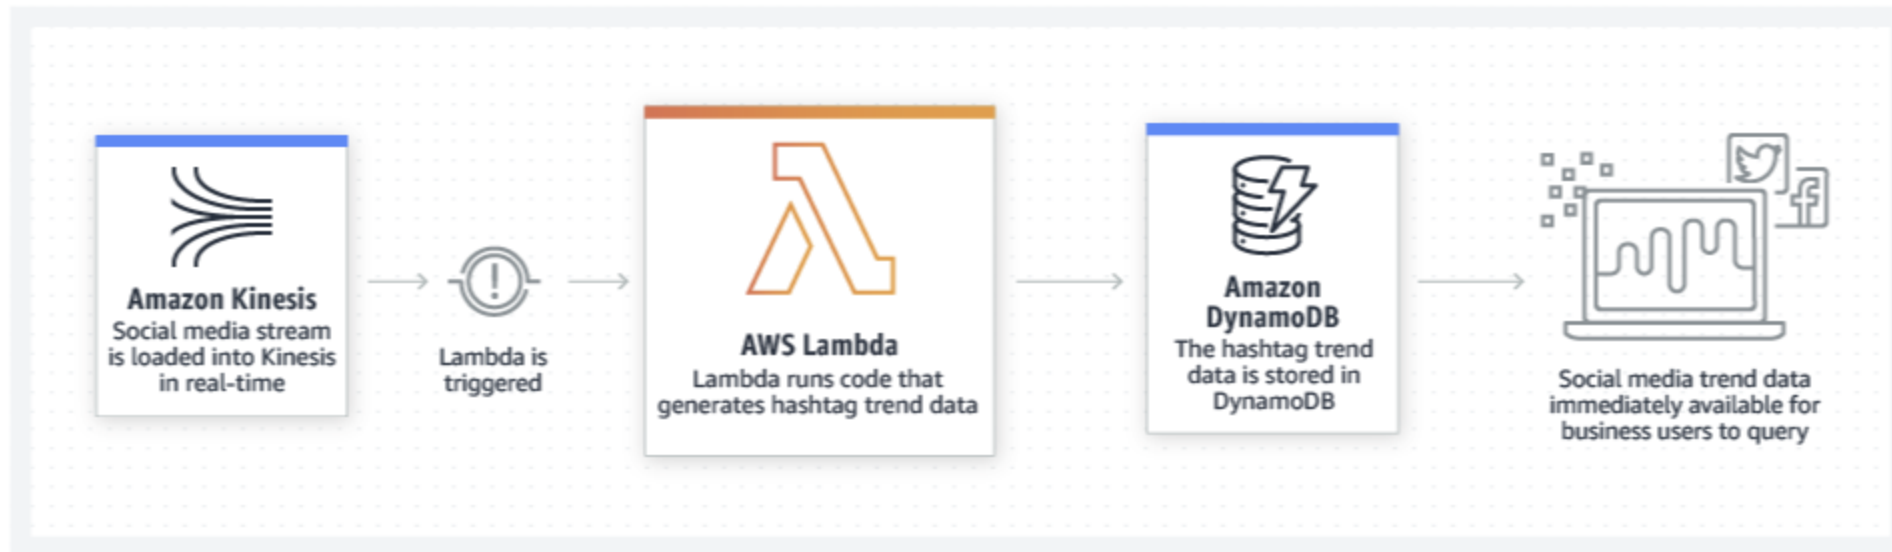 Amazon Kinesis
Social media stream
is loaded into Kinesis
in real-time
Lambda is
triggered
AWS Lambda
Lambda runs code that
generates hashtag trend data
Amazon
DynamoDB
The hashtag trend
data is stored in
DynamoDB
Social media trend data
immediately available for
business users to query